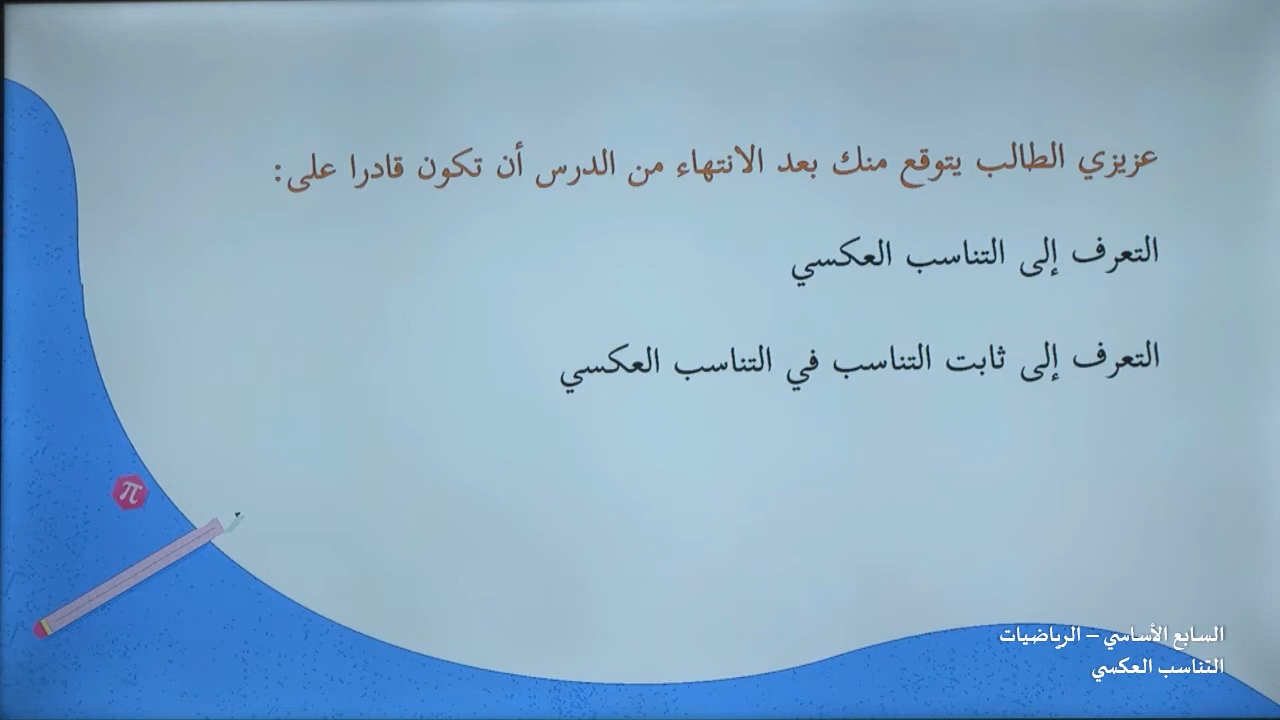 عزيزي الطالب يتوقع منك بعد الانتهاء من الدرس أن تكون قادرا على:
التعرف إلى التناسب العكسي
التعرف إلى ثابت التناسب في التناسب العكسي
π
السابع الأساسي – الرياضيات
التناسب العكسي